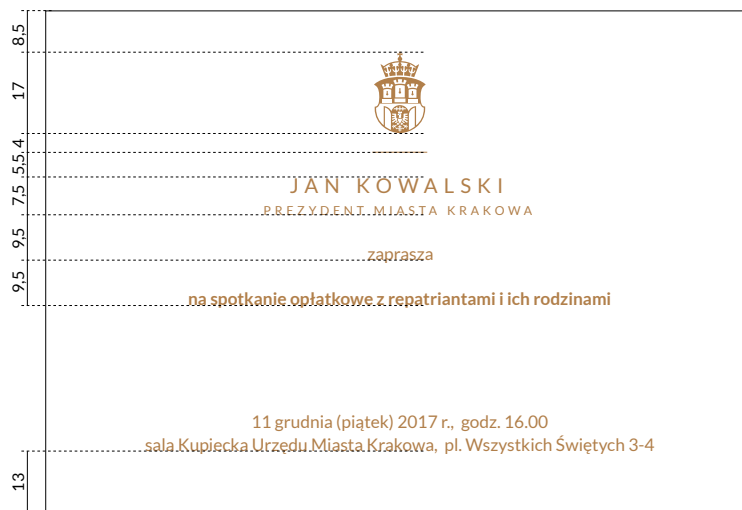 8,5
17
4
5,5
7,5
9,5
9,5
13
JAN KOWALSKI
PREZYDENT MIASTA KRAKOWA
zaprasza
na spotkanie opłatkowe z repatriantami i ich rodzinami
11 grudnia (piątek) 2017 r., godz. 16.00
sala Kupiecka Urzędu Miasta Krakowa, pl. Wszystkich Świętych 3-4